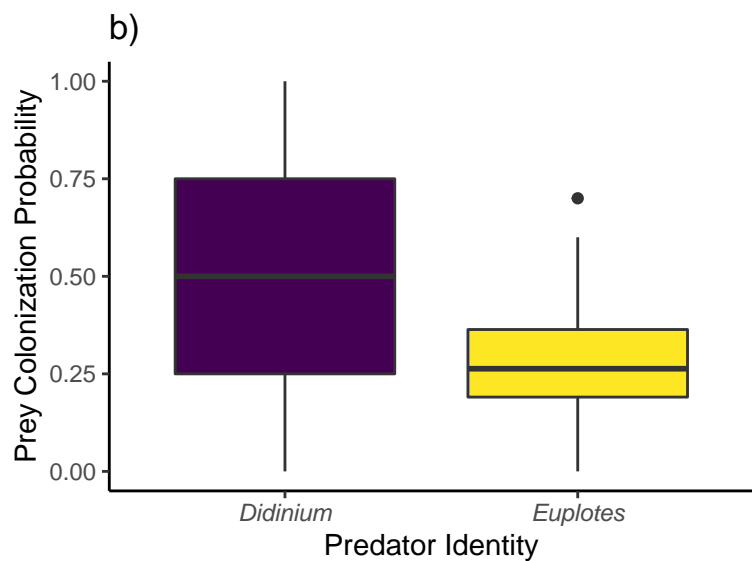 b)
Prey Colonization Probability
1.00
0.75
0.50
0.25
0.00
Didinium
Euplotes
Predator Identity